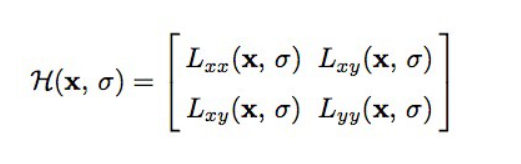 ℋ(𝐱, σ) = [ L_xx(𝐱, σ) L_xy(𝐱, σ)
L_xy(𝐱, σ) L_yy(𝐱, σ) ]